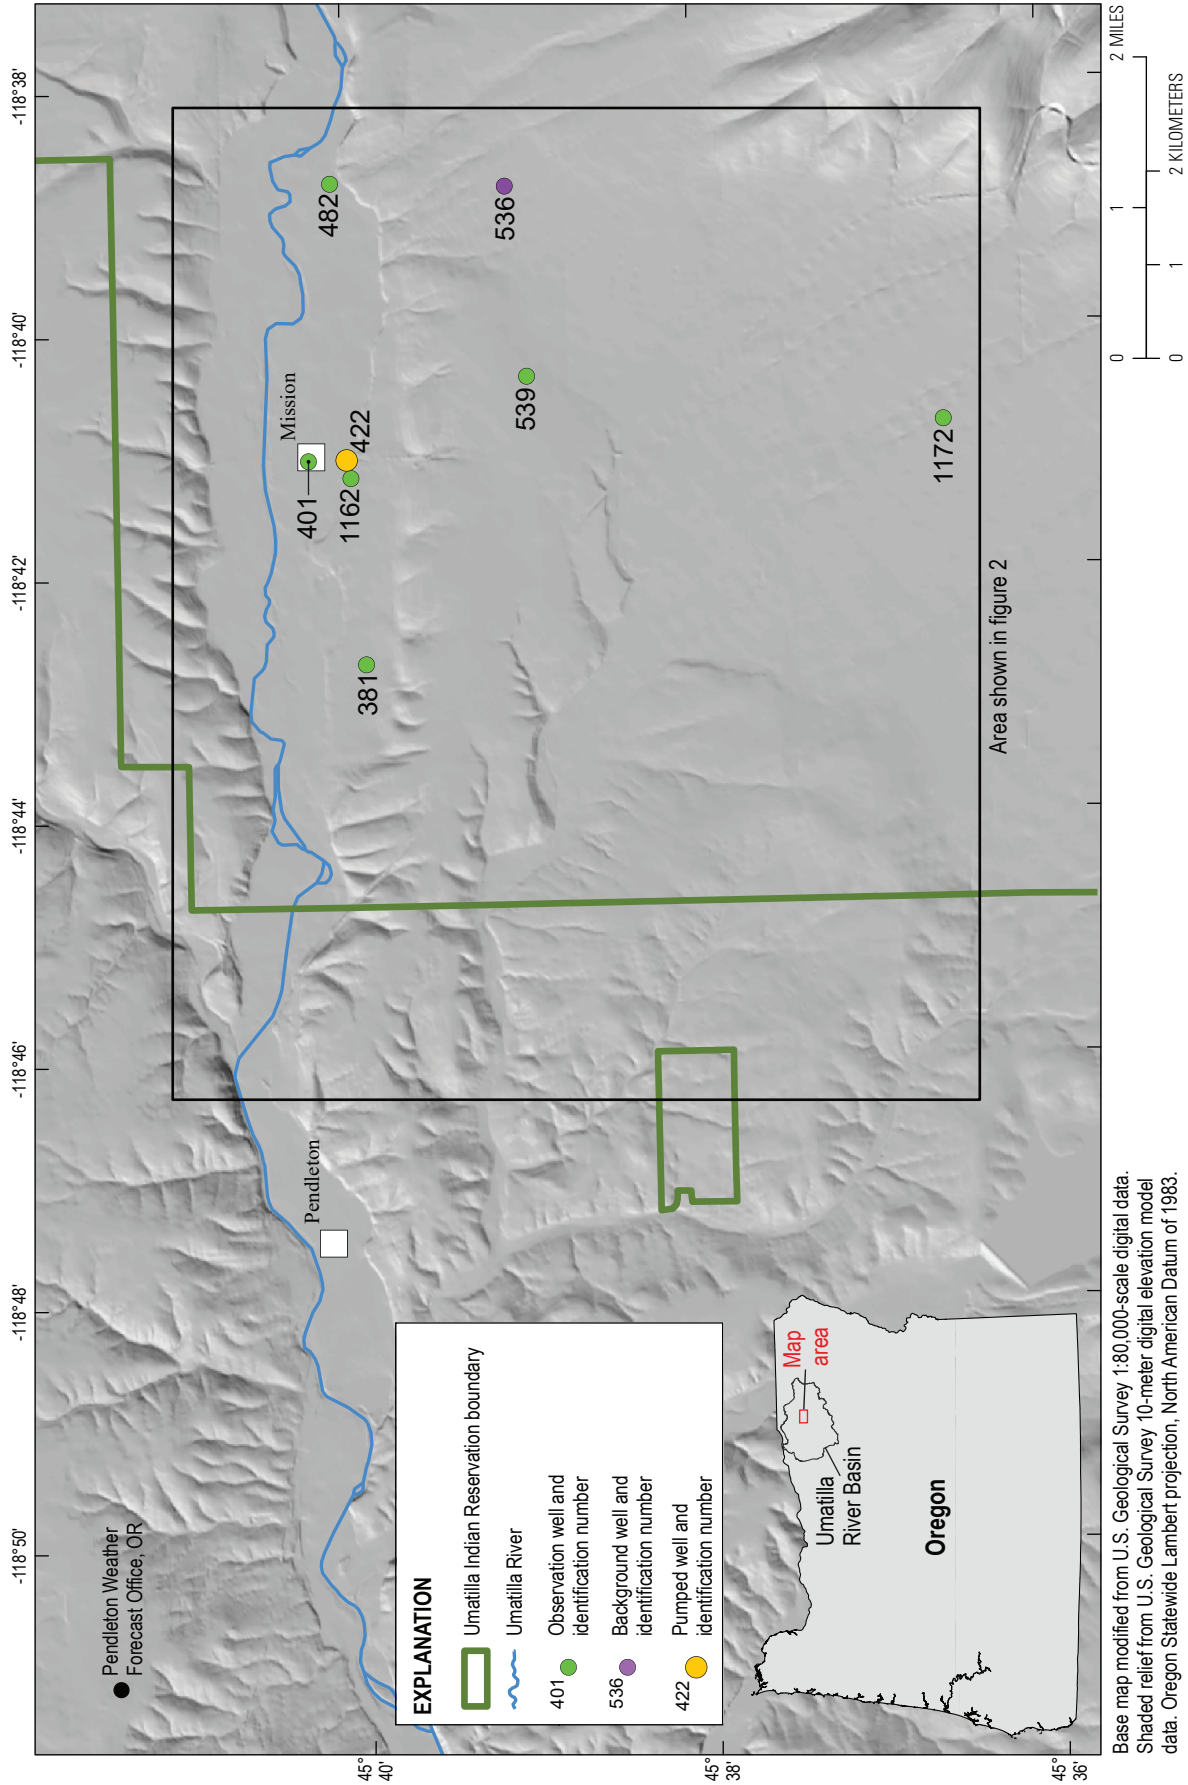 -118°50'
-118°48'
-118°46'
-118°44'
-118°42'
-118°40'
-118°38'
Pendleton Weather
Forecast Office, OR
Pendleton
Mission
401
422
1162
482
381
536
539
1172
45°
40'
45°
38'
45°
36'
Area shown in figure 2
EXPLANATION
Umatilla Indian Reservation boundary
Umatilla River
401
Observation well and
identification number
536
Background well and
identification number
422
Pumped well and
identification number
Map
area
Umatilla
River Basin
Oregon
Base map modified from U.S. Geological Survey 1:80,000-scale digital data.
Shaded relief from U.S. Geological Survey 10-meter digital elevation model
data. Oregon Statewide Lambert projection, North American Datum of 1983.
0 1 2 MILES
0 1 2 KILOMETERS